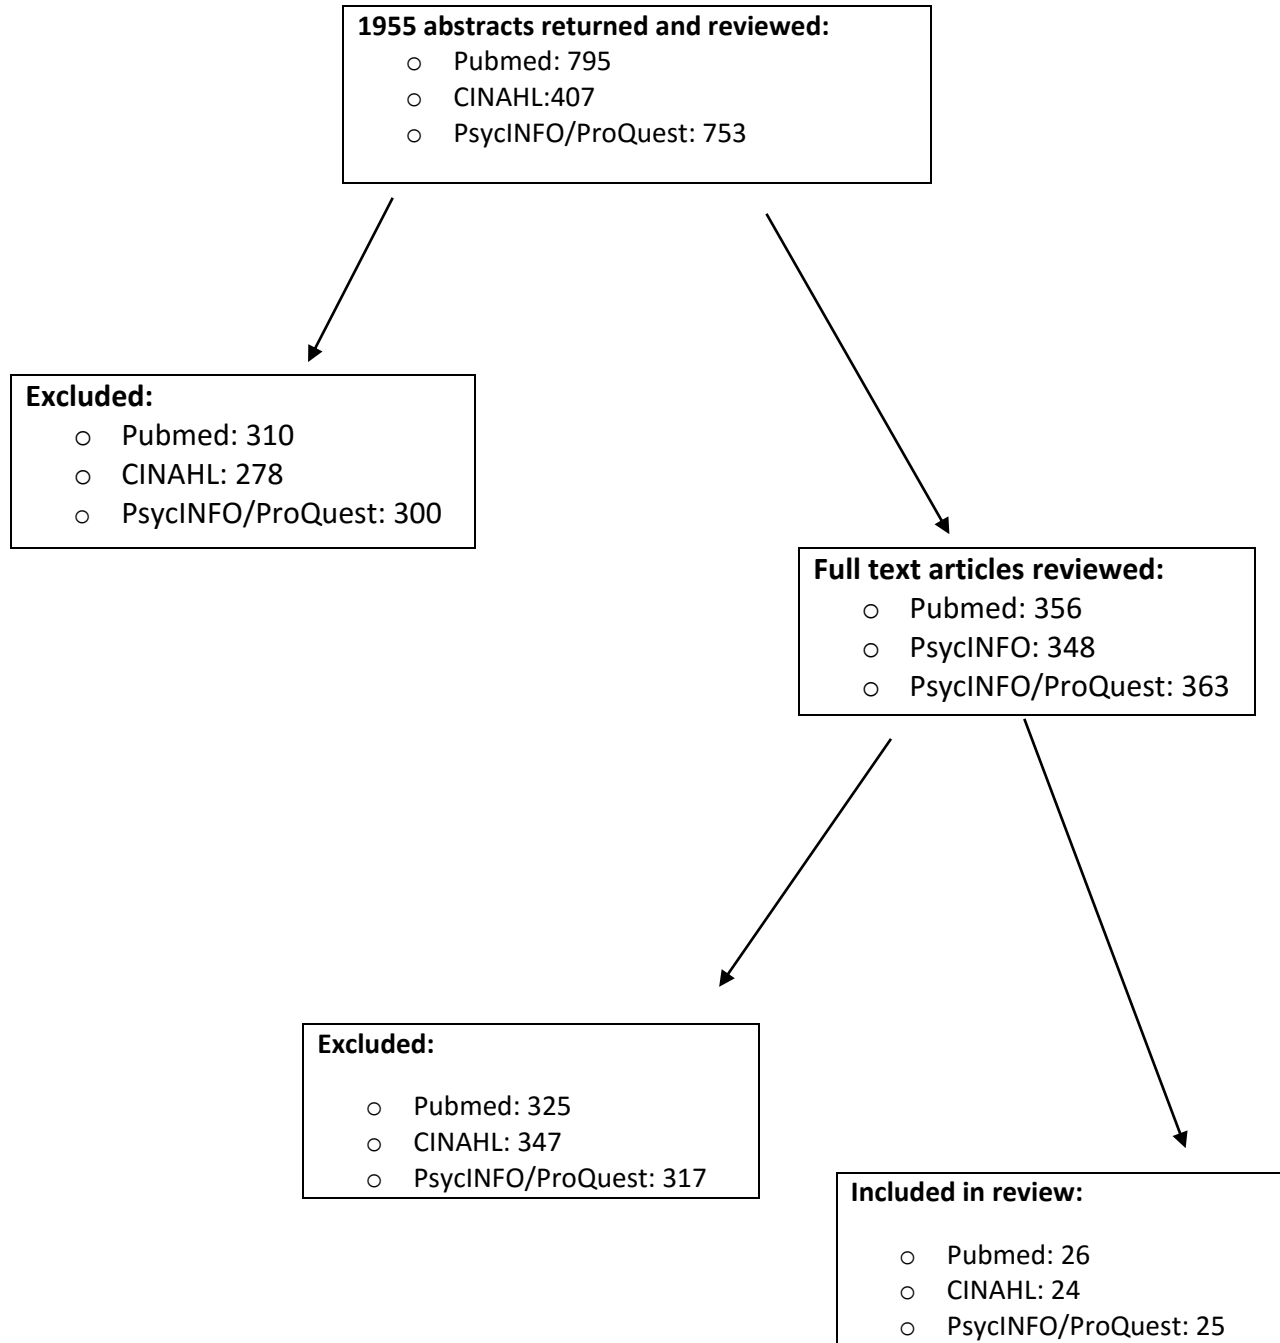 1955 abstracts returned and reviewed:
o Pubmed: 795
o CINAHL:407
o PsycINFO/ProQuest: 753
Excluded:
o Pubmed: 310
o CINAHL: 278
o PsycINFO/ProQuest: 300
Full text articles reviewed:
o Pubmed: 356
o PsycINFO: 348
o PsycINFO/ProQuest: 363
Excluded:
o Pubmed: 325
o CINAHL: 347
o PsycINFO/ProQuest: 317
Included in review:
o Pubmed: 26
o CINAHL: 24
o PsycINFO/ProQuest: 25